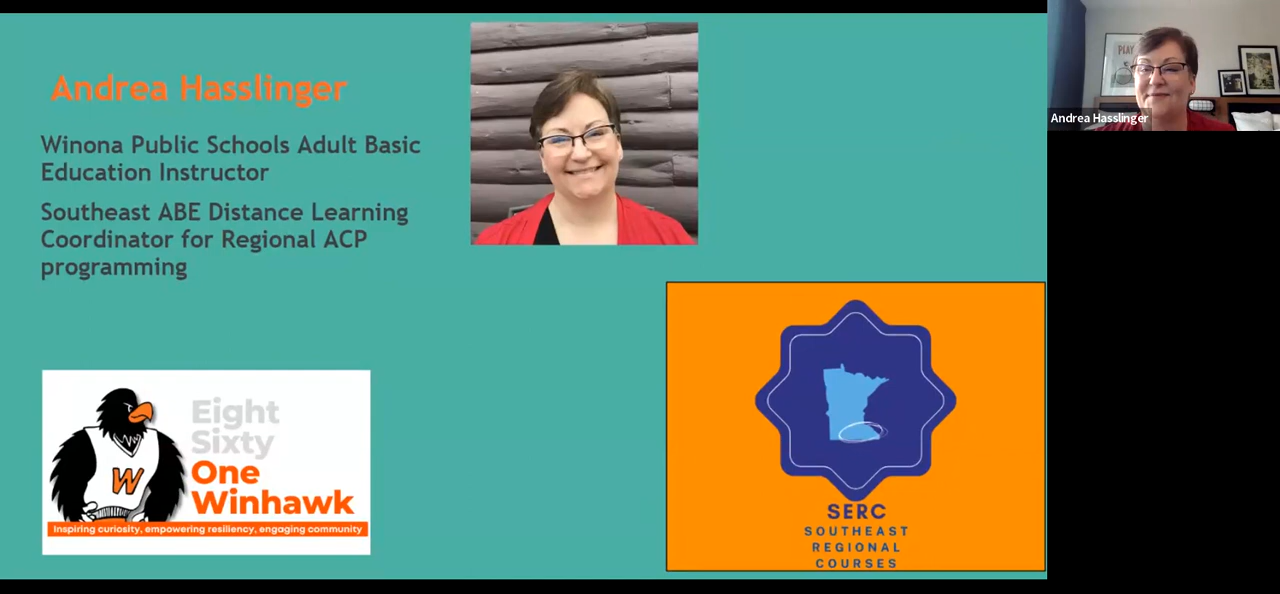 Andrea Hasslinger
Winona Public Schools Adult Basic
Education Instructor
Southeast ABE Distance Learning
Coordinator for Regional ACP
programming
W
Eight
Sixty
One
Winhawk
Inspiring curiosity, empowering resiliency, engaging community
SERC
SOUTHEAST
REGIONAL
COURSES
PLAY
Andrea Hasslinger